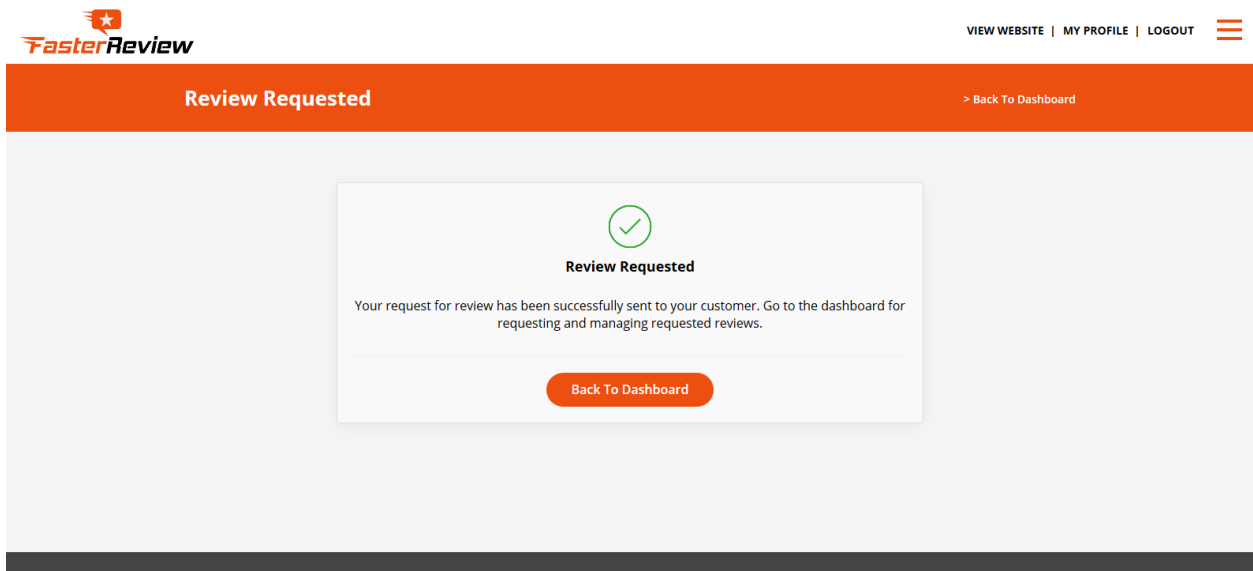 FasterReview
VIEW WEBSITE | MY PROFILE | LOGOUT
Review Requested
> Back To Dashboard
Review Requested
Your request for review has been successfully sent to your customer. Go to the dashboard for
requesting and managing requested reviews.
Back To Dashboard